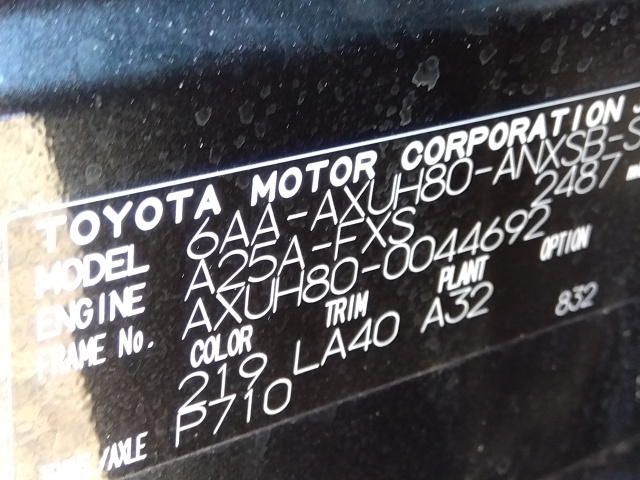 TOYOTA MOTOR CORPORATION
MODEL 6AA-AXUH80-ANXSB-S
ENGINE A25A-FXS 2487
FRAME No. AXUH80-0044692
COLOR TRIM PLANT OPTION
219 LA40 A32 832
/AXLE P710